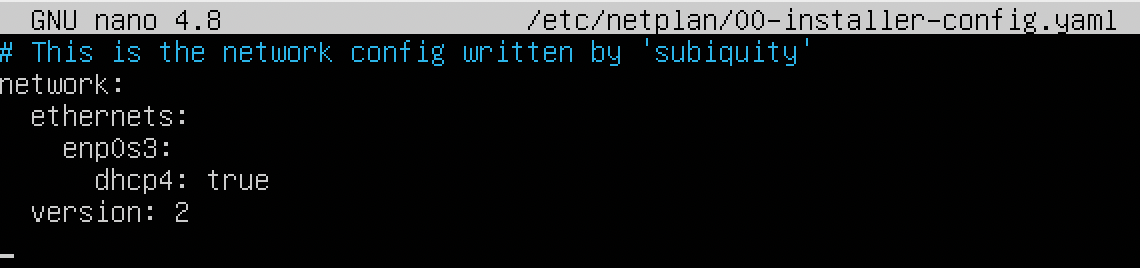 GNU nano 4.8 /etc/netplan/00-installer-config.yaml
# This is the network config written by 'subiquity'
network:
  ethernets:
    enp0s3:
      dhcp4: true
  version: 2